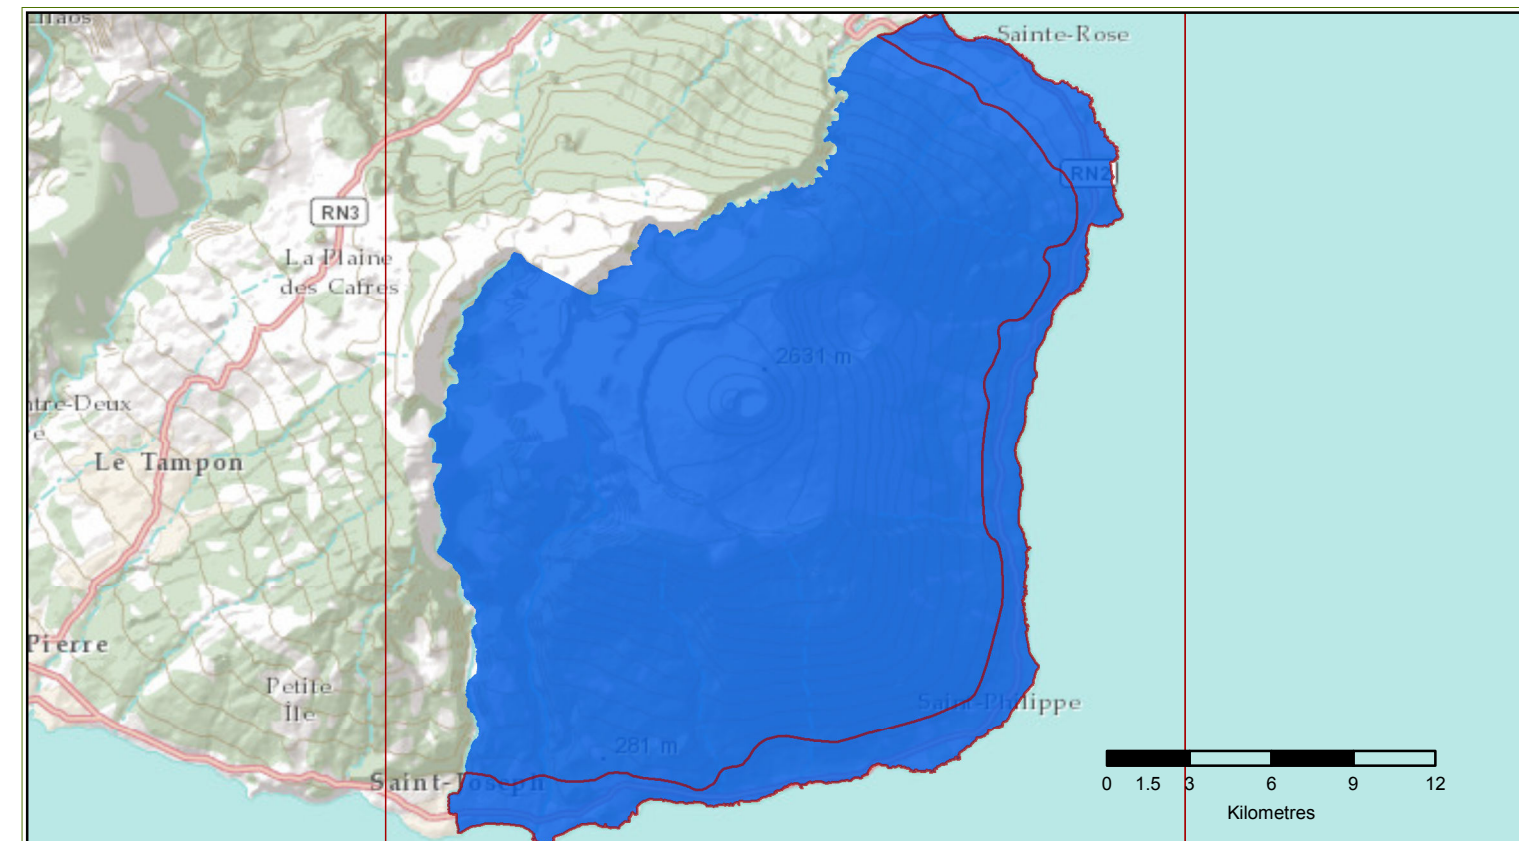 Sainte-Rose
RN2
RN3
La Plaine
des Cafres
2631 m
Le Tampon
Pierre
Petite
Île
Saint-Philippe
281 m
Saint-Joseph
0 1.5 3 6 9 12
Kilometres